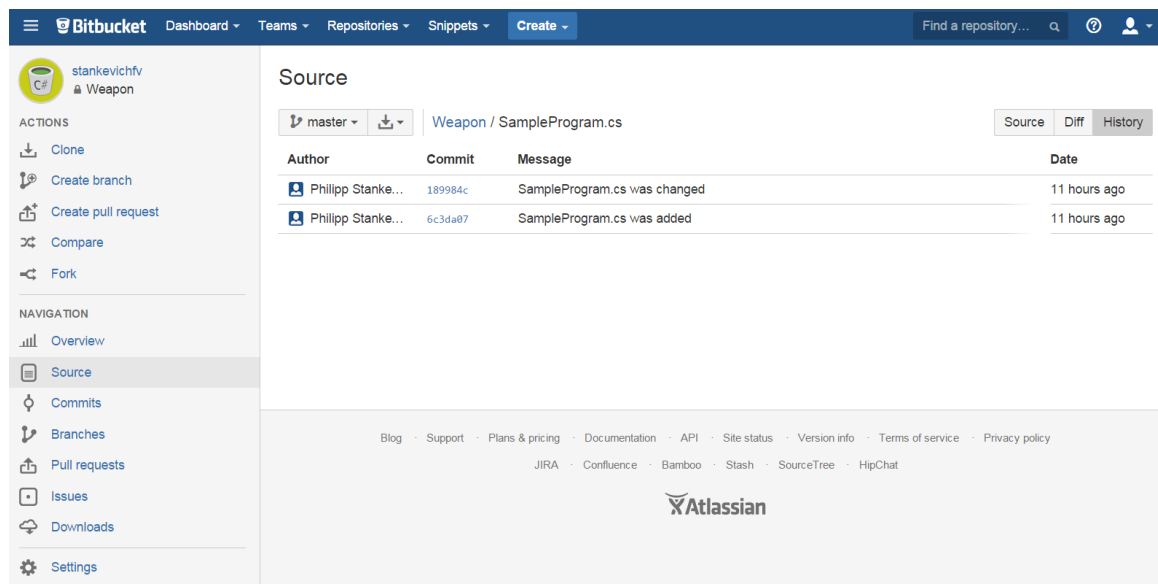 Bitbucket Dashboard Teams Repositories Snippets Create Find a repository...
C#
stankevichfv
Weapon
ACTIONS
Clone
Create branch
Create pull request
Compare
Fork
NAVIGATION
Overview
Source
Commits
Branches
Pull requests
Issues
Downloads
Settings
Source
master Weapon / SampleProgram.cs Source Diff History
Author Commit Message Date
Philipp Stanke... 189984c SampleProgram.cs was changed 11 hours ago
Philipp Stanke... 6c3da07 SampleProgram.cs was added 11 hours ago
Blog · Support · Plans & pricing · Documentation · API · Site status · Version info · Terms of service · Privacy policy
JIRA · Confluence · Bamboo · Stash · SourceTree · HipChat
Atlassian